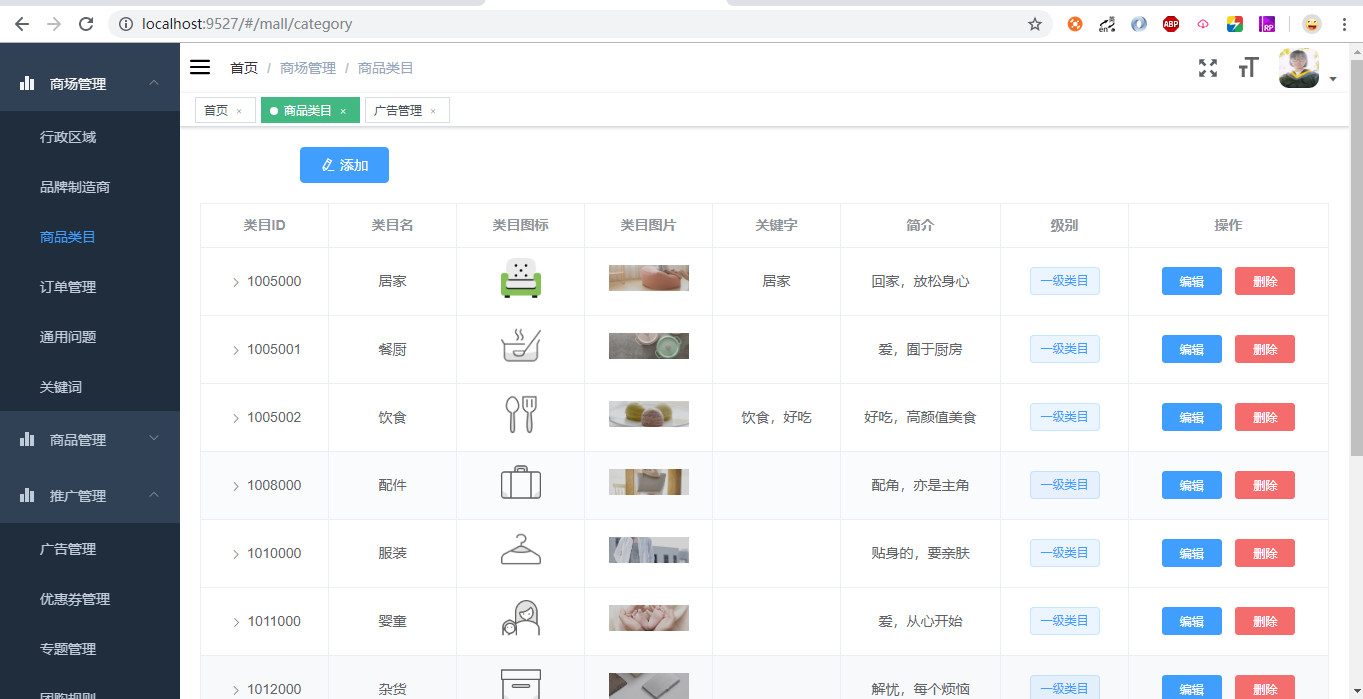 localhost:9527/#/mall/category
ABP
en
RP
商场管理
行政区域
品牌制造商
商品类目
订单管理
通用问题
关键词
商品管理
推广管理
广告管理
优惠券管理
专题管理
团购规则
首页 / 商场管理 / 商品类目
首页 ×
商品类目 ×
广告管理 ×
添加
类目ID 类目名 类目图标 类目图片 关键字 简介 级别 操作
1005000 居家 居家 回家，放松身心 一级类目 编辑 删除
1005001 餐厨 爱，囿于厨房 一级类目 编辑 删除
1005002 饮食 饮食，好吃 好吃，高颜值美食 一级类目 编辑 删除
1008000 配件 配角，亦是主角 一级类目 编辑 删除
1010000 服装 贴身的，要亲肤 一级类目 编辑 删除
1011000 婴童 爱，从心开始 一级类目 编辑 删除
1012000 杂货 解忧，每个烦恼 一级类目 编辑 删除